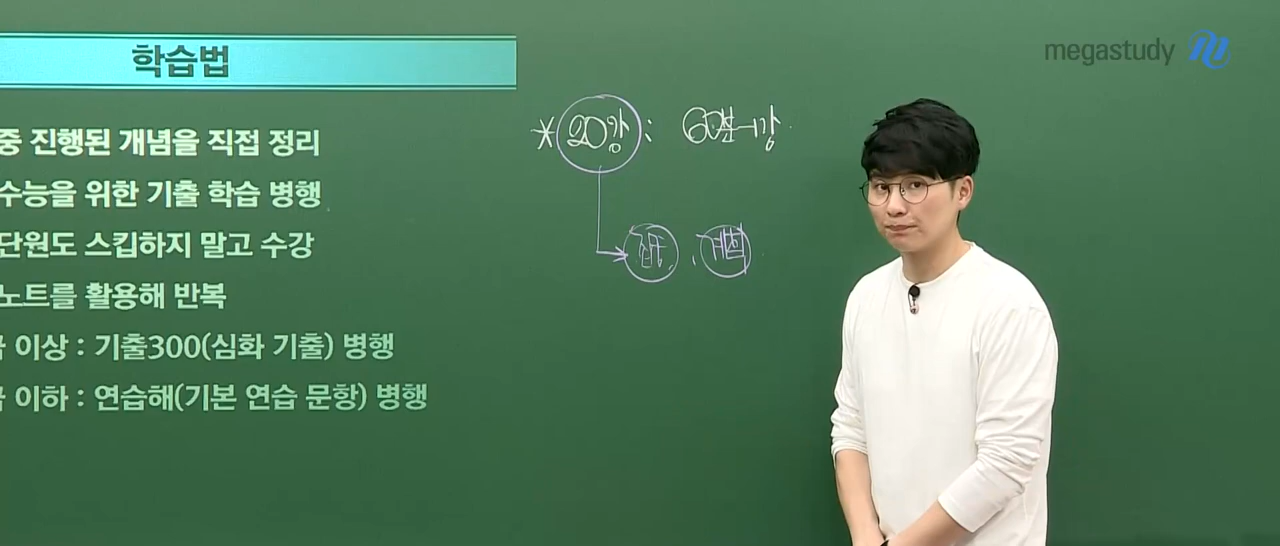 megastudy
학습법
중 진행된 개념을 직접 정리
수능을 위한 기출 학습 병행
단원도 스킵하지 말고 수강
노트를 활용해 반복
이상 : 기출300(심화 기출) 병행
이하 : 연습해(기본 연습 문항) 병행
*20강 : 60분-1강
계획